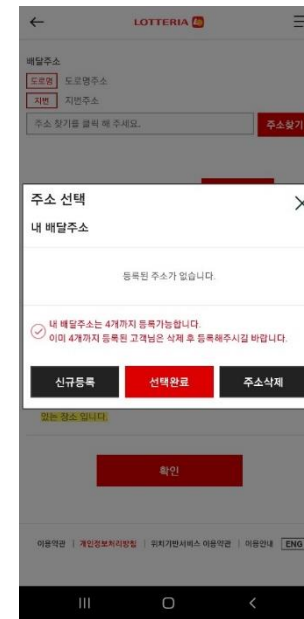 LOTTERIA
배달주소
도로명 도로명주소
지번 지번주소
주소 찾기를 클릭 해 주세요. 주소찾기
주소 선택
내 배달주소
등록된 주소가 없습니다.
내 배달주소는 4개까지 등록가능합니다.
이미 4개까지 등록된 고객님은 삭제 후 등록해주시길 바랍니다.
신규등록 선택완료 주소삭제
있는 장소 입니다.
확인
이용약관 | 개인정보처리방침 | 위치기반서비스 이용약관 | 이용안내 ENG